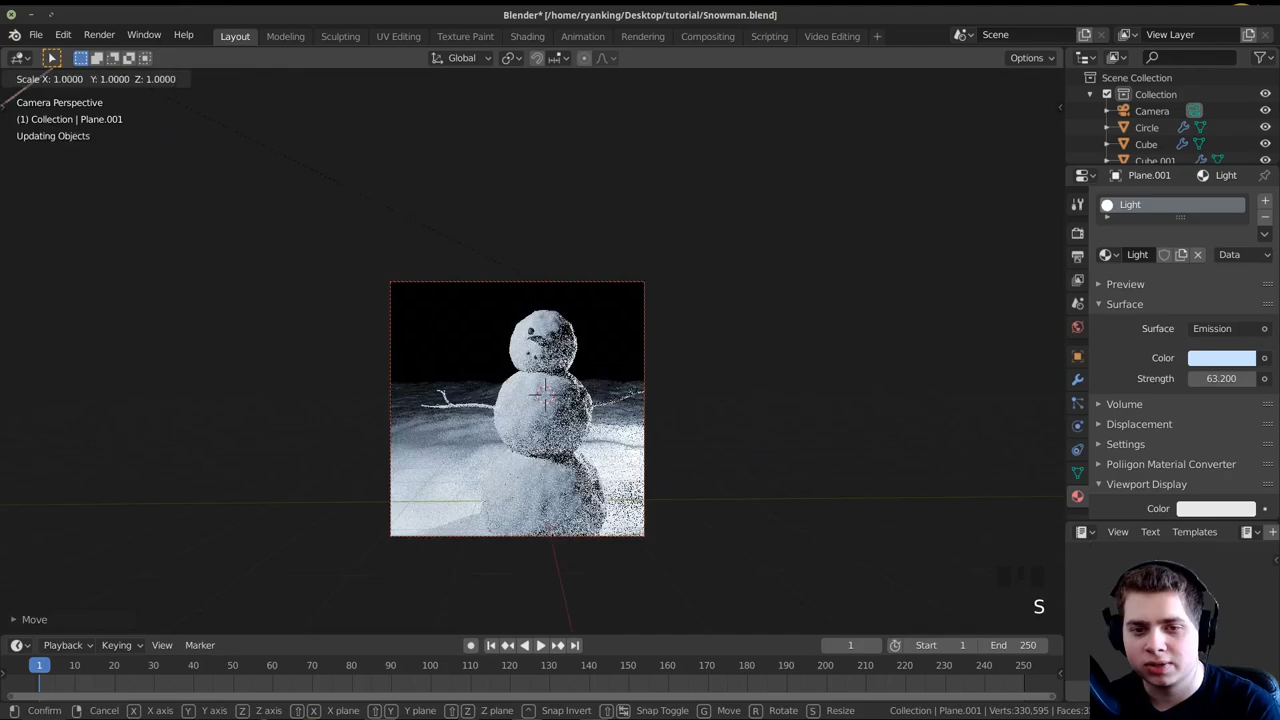 Blender* [/home/ryanking/Desktop/tutorial/Snowman.blend]
File Edit Render Window Help Layout Modeling Sculpting UV Editing Texture Paint Shading Animation Rendering Compositing Scripting Video Editing + Scene View Layer
Global Options
Scale X: 1.0000 Y: 1.0000 Z: 1.0000
Camera Perspective
(1) Collection | Plane.001
Updating Objects
Scene Collection
Collection
Camera
Circle
Cube
Cube.001
Plane.001 Light
Light
Light Data
Preview
Surface
Surface Emission
Color
Strength 63.200
Volume
Displacement
Settings
Poliigon Material Converter
Viewport Display
Color
View Text Templates
S
Move
Playback Keying View Marker 1 Start 1 End 250
1 10 20 30 40 50 60 70 80 90 100 110 120 130 140 150 160 170 180 190 200 210 220 230 240 250
Confirm Cancel X X axis Y Y axis Z Z axis X X plane Y Y plane Z Z plane Snap Invert Snap Toggle G Move R Rotate S Resize Collection | Plane.001 | Verts:330,595 | Faces:33